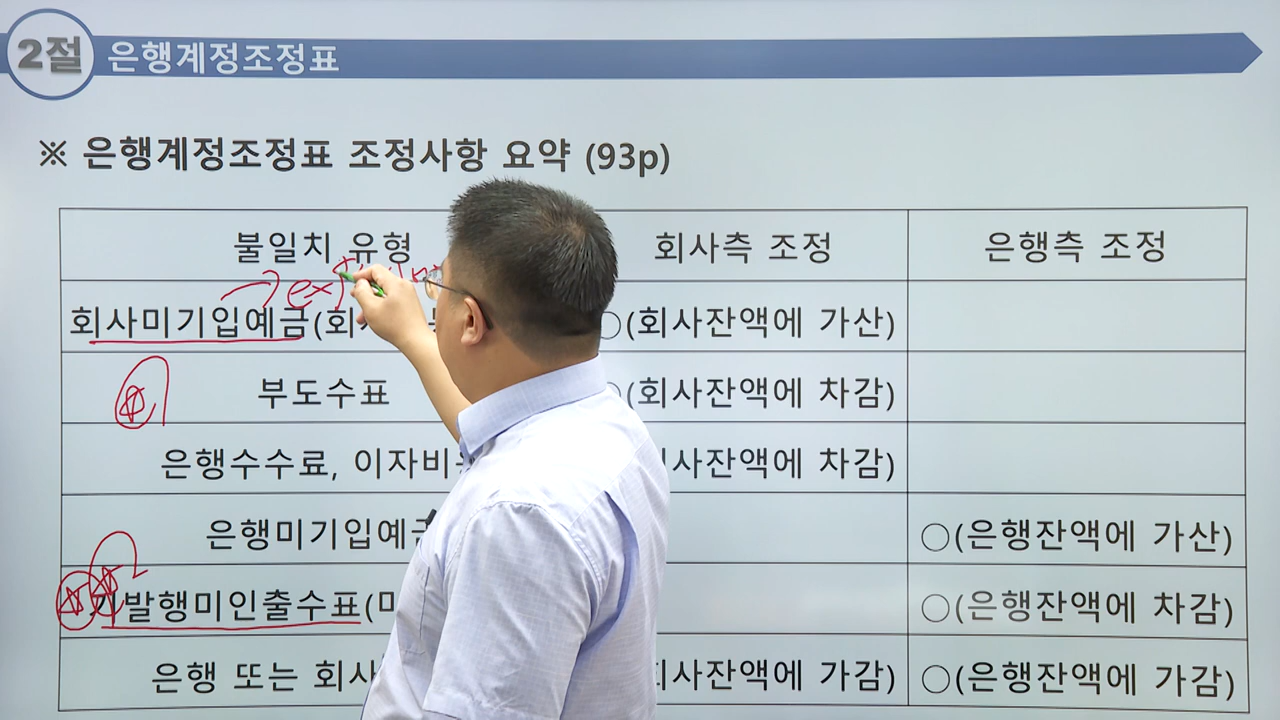 2절 은행계정조정표
※ 은행계정조정표 조정사항 요약 (93p)
불일치 유형 회사측 조정 은행측 조정
ex)
회사미기입예금(회 ○(회사잔액에 가산)
부도수표 (회사잔액에 차감)
은행수수료, 이자비 회사잔액에 차감)
은행미기입예금 ○(은행잔액에 가산)
기발행미인출수표( ○(은행잔액에 차감)
은행 또는 회사 회사잔액에 가감) ○(은행잔액에 가감)